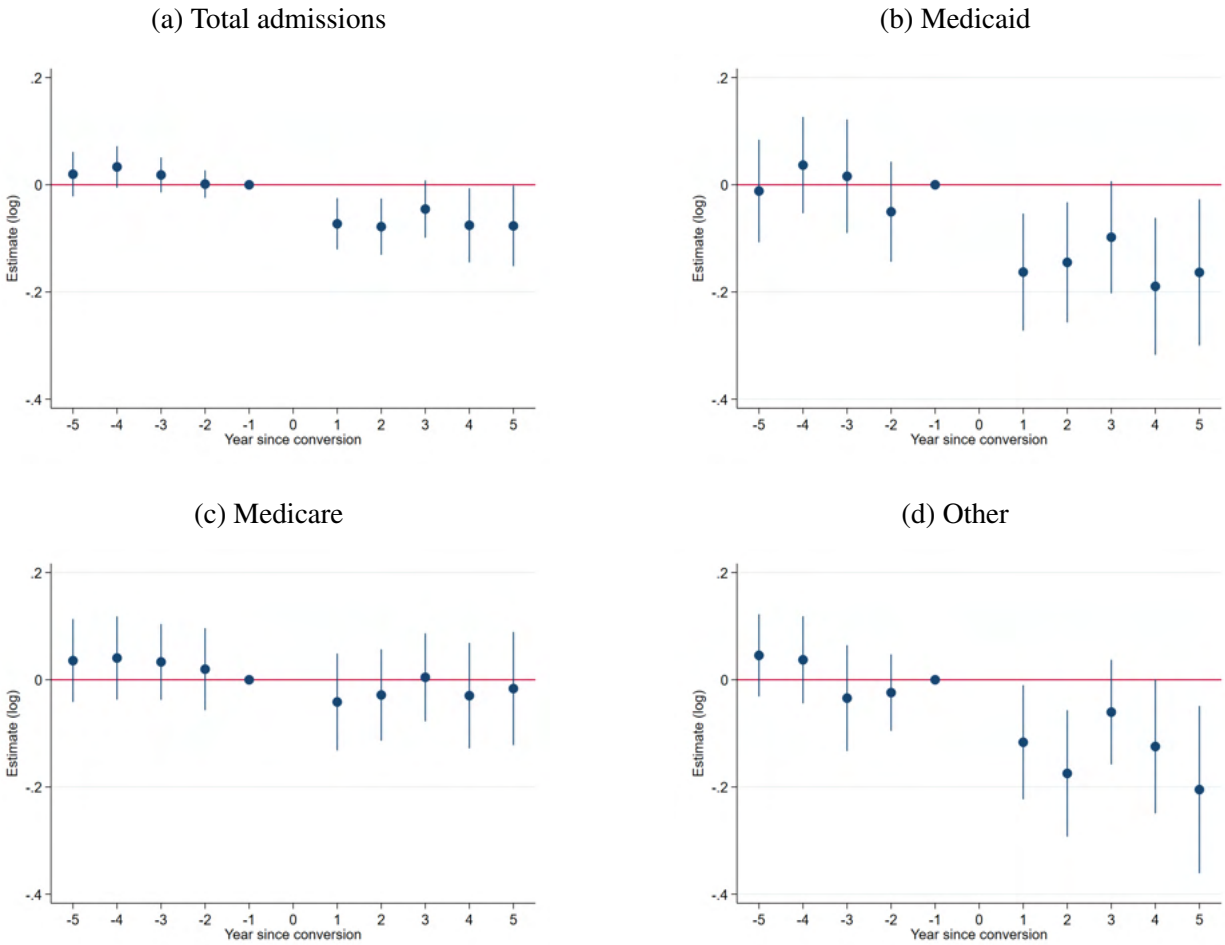 (a) Total admissions
.2
0
-.2
-.4
Estimate (log)
-5 -4 -3 -2 -1 0 1 2 3 4 5
Year since conversion
(b) Medicaid
.2
0
-.2
-.4
Estimate (log)
-5 -4 -3 -2 -1 0 1 2 3 4 5
Year since conversion
(c) Medicare
.2
0
-.2
-.4
Estimate (log)
-5 -4 -3 -2 -1 0 1 2 3 4 5
Year since conversion
(d) Other
.2
0
-.2
-.4
Estimate (log)
-5 -4 -3 -2 -1 0 1 2 3 4 5
Year since conversion